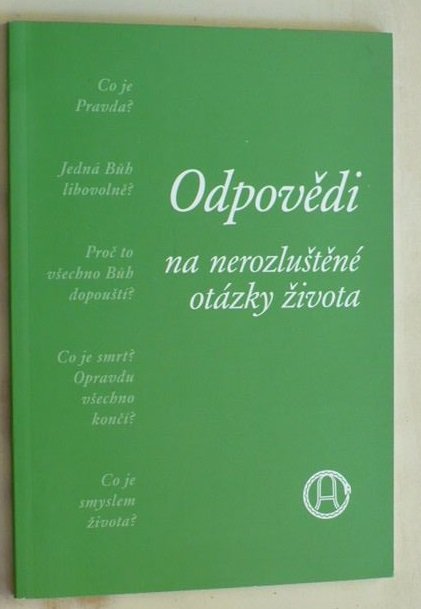 Co je
Pravda?
Jedná Bůh
libovolně?
Proč to
všechno Bůh
dopouští?
Co je smrt?
Opravdu
všechno
končí?
Co je
smyslem
života?
Odpovědi
na nerozluštěné
otázky života
A